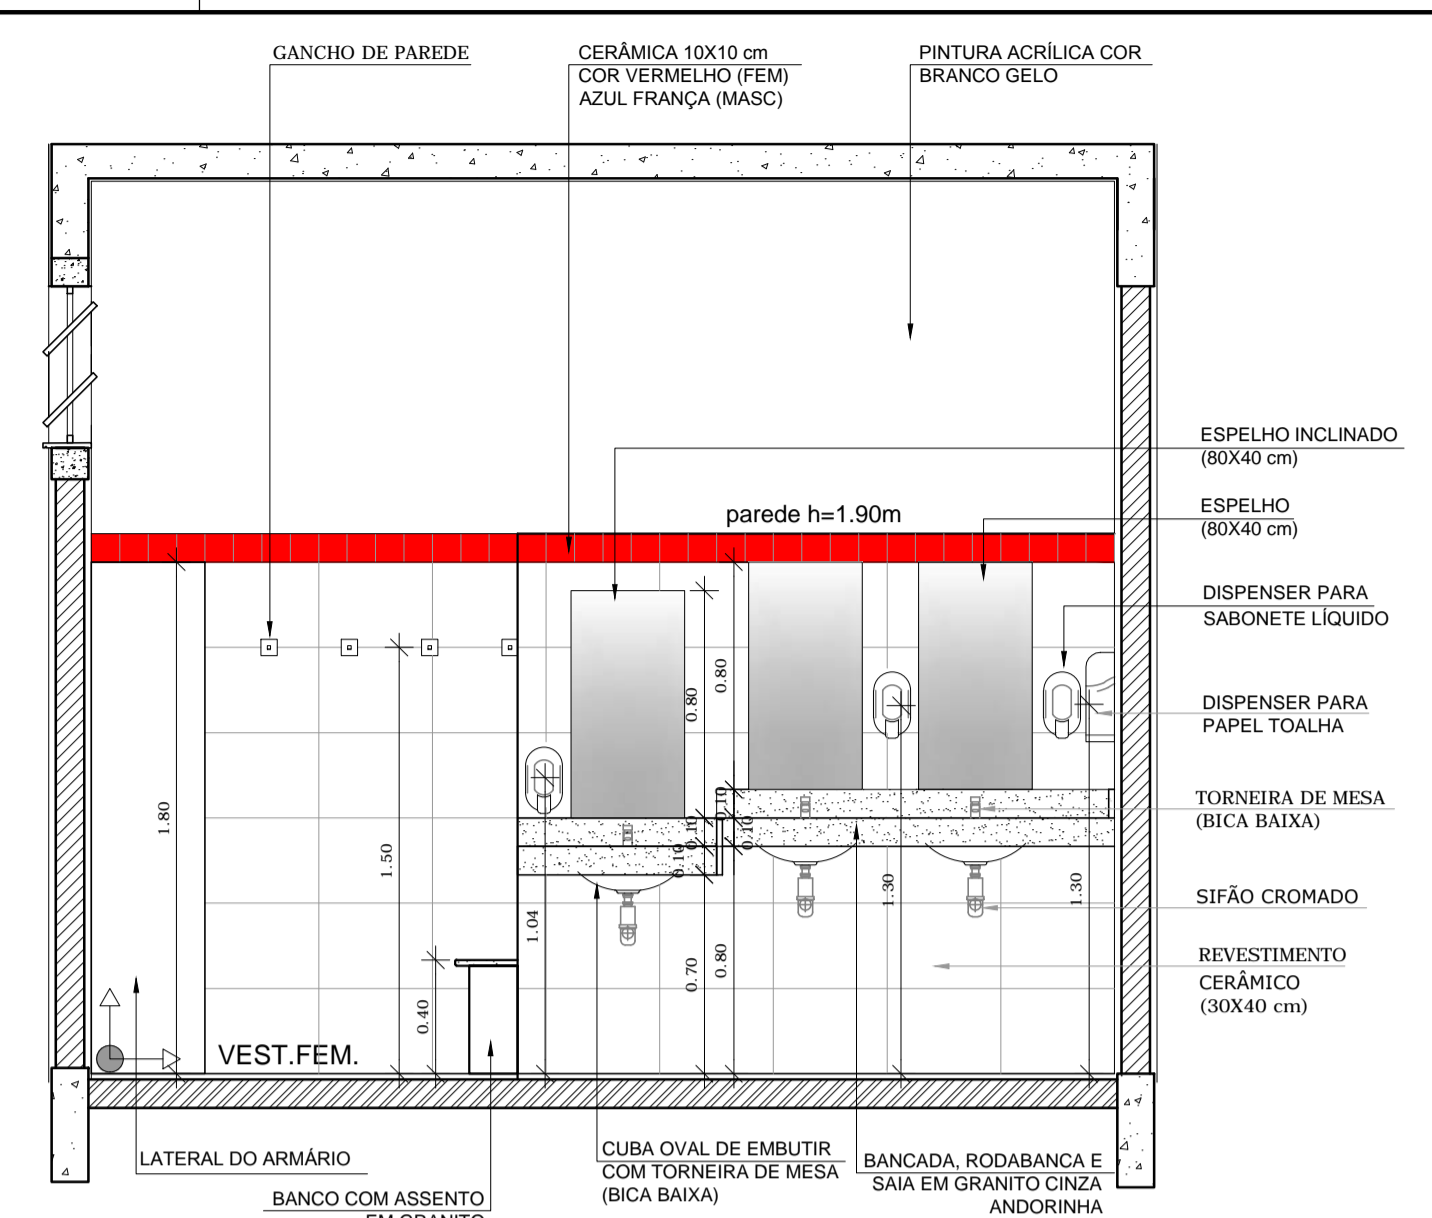 GANCHO DE PAREDE
CERÂMICA 10X10 cm
COR VERMELHO (FEM)
AZUL FRANÇA (MASC)
PINTURA ACRÍLICA COR
BRANCO GELO
ESPELHO INCLINADO
(80X40 cm)
ESPELHO
(80X40 cm)
parede h=1.90m
DISPENSER PARA
SABONETE LÍQUIDO
DISPENSER PARA
PAPEL TOALHA
TORNEIRA DE MESA
(BICA BAIXA)
SIFÃO CROMADO
REVESTIMENTO
CERÂMICO
(30X40 cm)
1.80
1.50
0.40
1.04
0.80
0.10
0.10
0.70
0.80
0.10
0.10
0.80
1.30
1.30
VEST.FEM.
LATERAL DO ARMÁRIO
BANCO COM ASSENTO
EM GRANITO
CUBA OVAL DE EMBUTIR
COM TORNEIRA DE MESA
(BICA BAIXA)
BANCADA, RODABANCA E
SAIA EM GRANITO CINZA
ANDORINHA